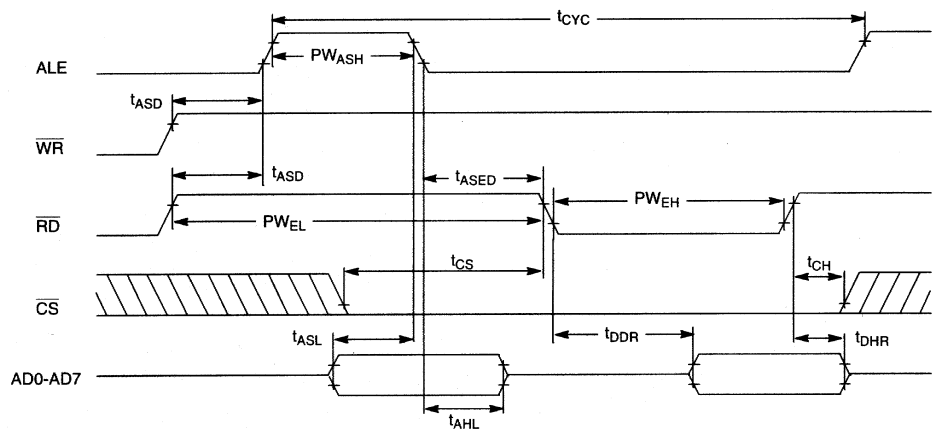 tCYC
ALE
PWASH
tASD
WR
tASD
tASED
RD
PWEL
PWEH
tCS
tCH
CS
tASL
tDDR
tDHR
AD0-AD7
tAHL